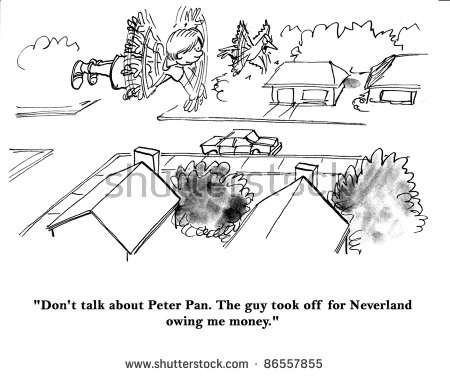 shutterstock
"Don't talk about Peter Pan. The guy took off for Neverland
owing me money."
www.shutterstock.com · 86557855